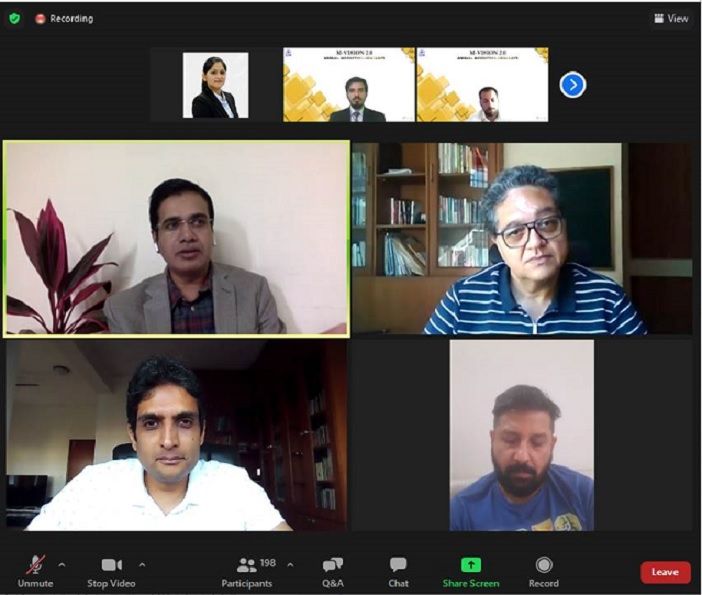 Recording
View
M-VISION 2.0
M-VISION 2.0
Unmute
Stop Video
Participants
198
Q&A
Chat
Share Screen
Record
Leave